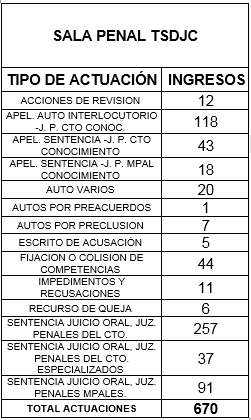 SALA PENAL TSDJC
TIPO DE ACTUACIÓN INGRESOS
ACCIONES DE REVISION 12
APEL. AUTO INTERLOCUTORIO
-J. P. CTO CONOC. 118
APEL. SENTENCIA -J. P. CTO
CONOCIMIENTO 43
APEL. SENTENCIA -J. P. MPAL
CONOCIMIENTO 18
AUTO VARIOS 20
AUTOS POR PREACUERDOS 1
AUTOS POR PRECLUSION 7
ESCRITO DE ACUSACIÓN 5
FIJACION O COLISION DE
COMPETENCIAS 44
IMPEDIMENTOS Y
RECUSACIONES 11
RECURSO DE QUEJA 6
SENTENCIA JUICIO ORAL, JUZ.
PENALES DEL CTO. 257
SENTENCIA JUICIO ORAL, JUZ.
PENALES DEL CTO.
ESPECIALIZADOS 37
SENTENCIA JUICIO ORAL, JUZ.
PENALES MPALES. 91
TOTAL ACTUACIONES 670